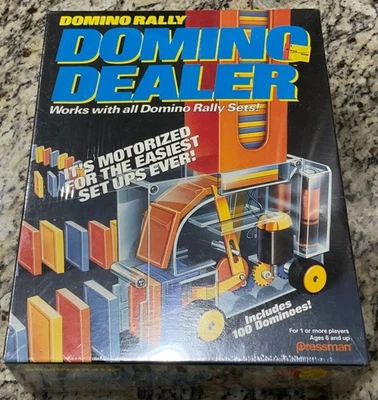 DOMINO RALLY
DOMINO
DEALER
Works with all Domino Rally Sets!
IT'S MOTORIZED
FOR THE EASIEST
SET UPS EVER!
Includes
100 Dominoes!
For 1 or more players
Ages 6 and up
Pressman